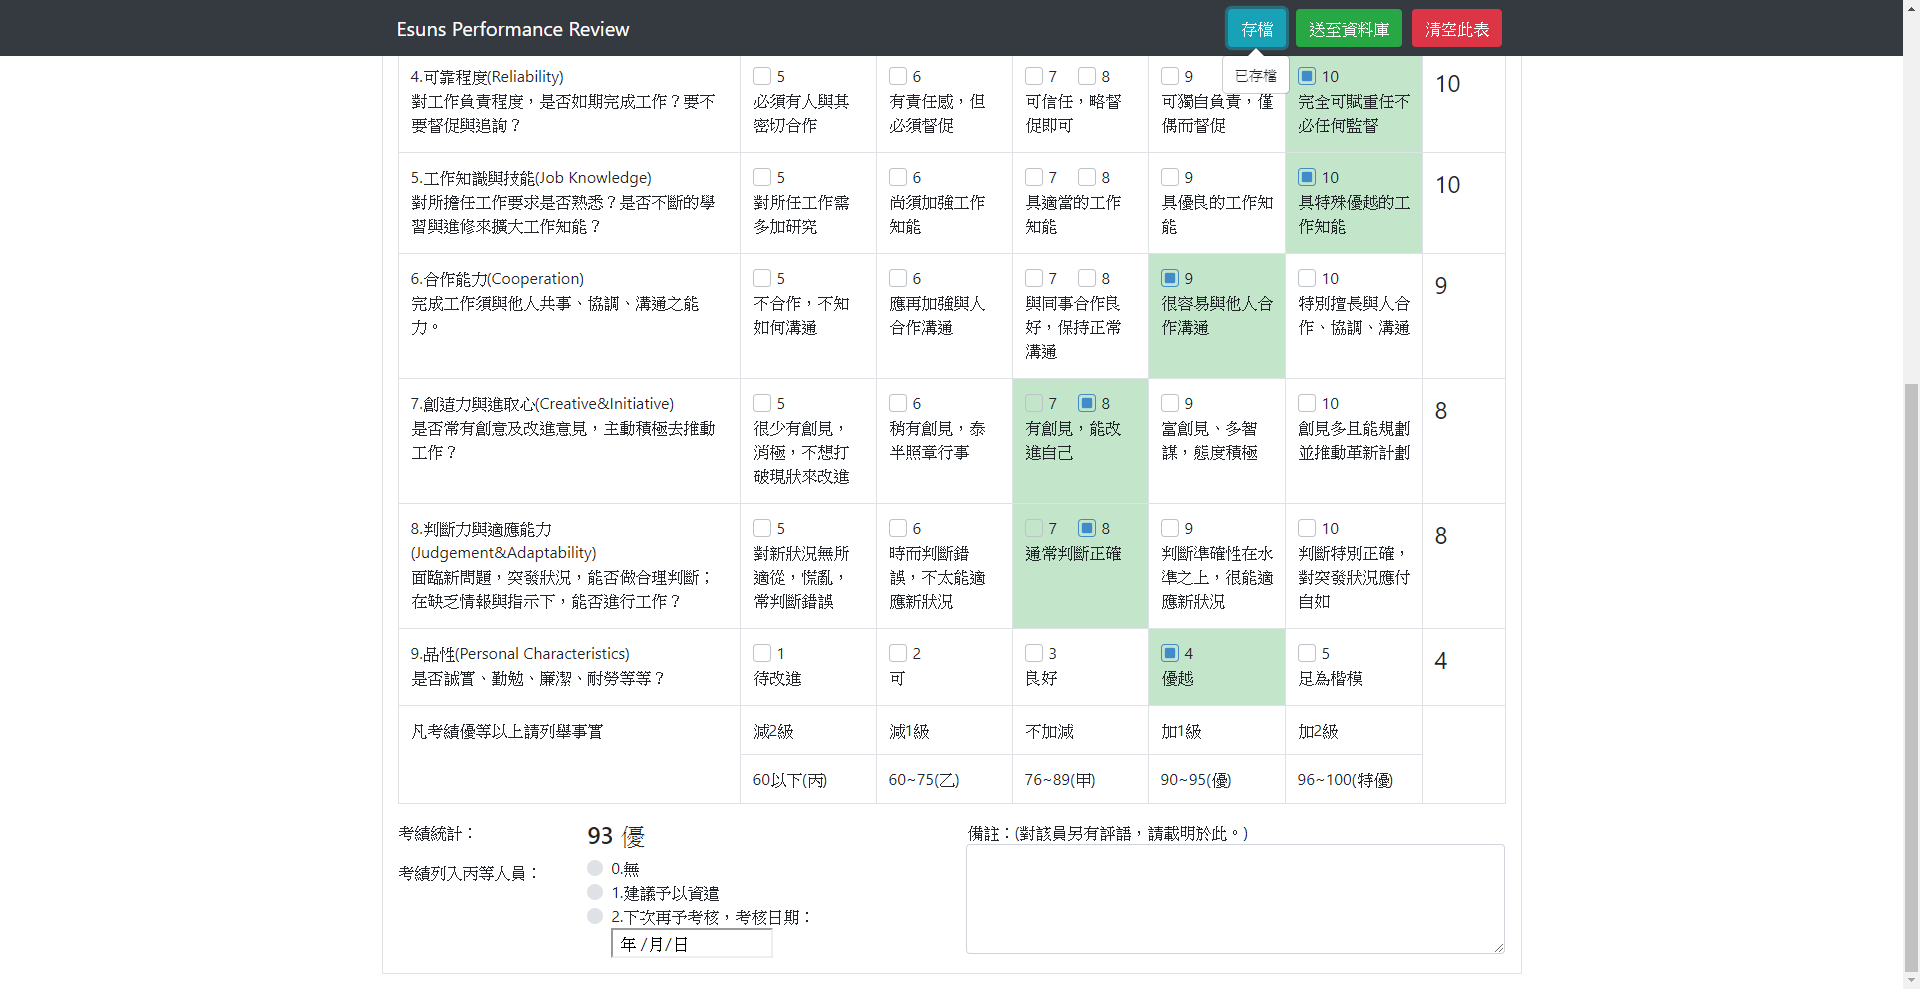 Esuns Performance Review
存檔
送至資料庫
清空此表
已存檔
4.可靠程度(Reliability)
對工作負責程度，是否如期完成工作？要不
要督促與追詢？
5
必須有人與其
密切合作
6
有責任感，但
必須督促
7 8
可信任，略督
促即可
9
可獨自負責，僅
偶而督促
10
完全可賦重任不
必任何監督
10
5.工作知識與技能(Job Knowledge)
對所擔任工作要求是否熟悉？是否不斷的學
習與進修來擴大工作知能？
5
對所任工作需
多加研究
6
尚須加強工作
知能
7 8
具適當的工作
知能
9
具優良的工作知
能
10
具特殊優越的工
作知能
10
6.合作能力(Cooperation)
完成工作須與他人共事、協調、溝通之能
力。
5
不合作，不知
如何溝通
6
應再加強與人
合作溝通
7 8
與同事合作良
好，保持正常
溝通
9
很容易與他人合
作溝通
10
特別擅長與人合
作、協調、溝通
9
7.創造力與進取心(Creative&Initiative)
是否常有創意及改進意見，主動積極去推動
工作？
5
很少有創見，
消極，不想打
破現狀來改進
6
稍有創見，泰
半照章行事
7 8
有創見，能改
進自己
9
富創見、多智
謀，態度積極
10
創見多且能規劃
並推動革新計劃
8
8.判斷力與適應能力
(Judgement&Adaptability)
面臨新問題，突發狀況，能否做合理判斷；
在缺乏情報與指示下，能否進行工作？
5
對新狀況無所
適從，慌亂，
常判斷錯誤
6
時而判斷錯
誤，不太能適
應新狀況
7 8
通常判斷正確
9
判斷準確性在水
準之上，很能適
應新狀況
10
判斷特別正確，
對突發狀況應付
自如
8
9.品性(Personal Characteristics)
是否誠實、勤勉、廉潔、耐勞等等？
1
待改進
2
可
3
良好
4
優越
5
足為楷模
4
凡考績優等以上請列舉事實
減2級
減1級
不加減
加1級
加2級
60以下(丙)
60~75(乙)
76~89(甲)
90~95(優)
96~100(特優)
考績統計：
93 優
考績列入丙等人員：
0.無
1.建議予以資遣
2.下次再予考核，考核日期：
年 /月/日
備註：(對該員另有評語，請載明於此。)